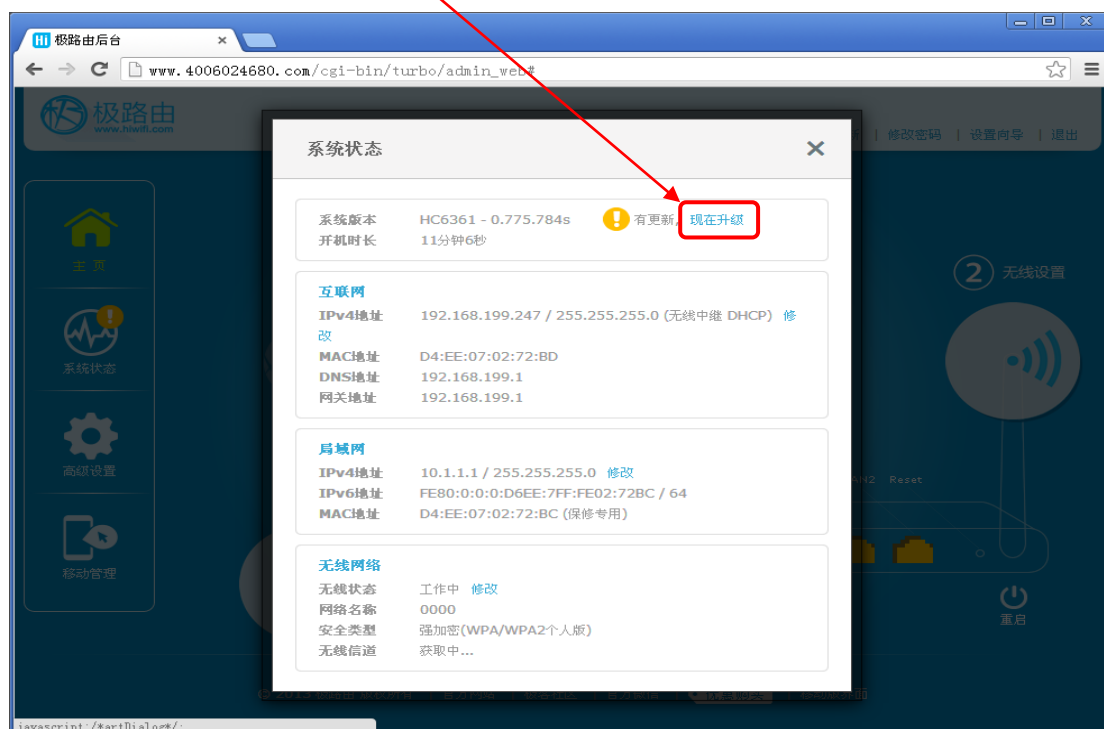 极路由后台
www.4006024680.com/cgi-bin/turbo/admin_web#
极路由
www.hiwifi.com
| 修改密码 | 设置向导 | 退出
系统状态
系统版本 HC6361 - 0.775.784s 有更新, 现在升级
开机时长 11分钟6秒
互联网
IPv4地址 192.168.199.247 / 255.255.255.0 (无线中继 DHCP) 修
改
MAC地址 D4:EE:07:02:72:BD
DNS地址 192.168.199.1
网关地址 192.168.199.1
局域网
IPv4地址 10.1.1.1 / 255.255.255.0 修改
IPv6地址 FE80:0:0:0:D6EE:7FF:FE02:72BC / 64
MAC地址 D4:EE:07:02:72:BC (保修专用)
无线网络
无线状态 工作中 修改
网络名称 0000
安全类型 强加密(WPA/WPA2个人版)
无线信道 获取中...
主 页
系统状态
高级设置
移动管理
2 无线设置
Reset
重启
javascript:/*artDialog*/;